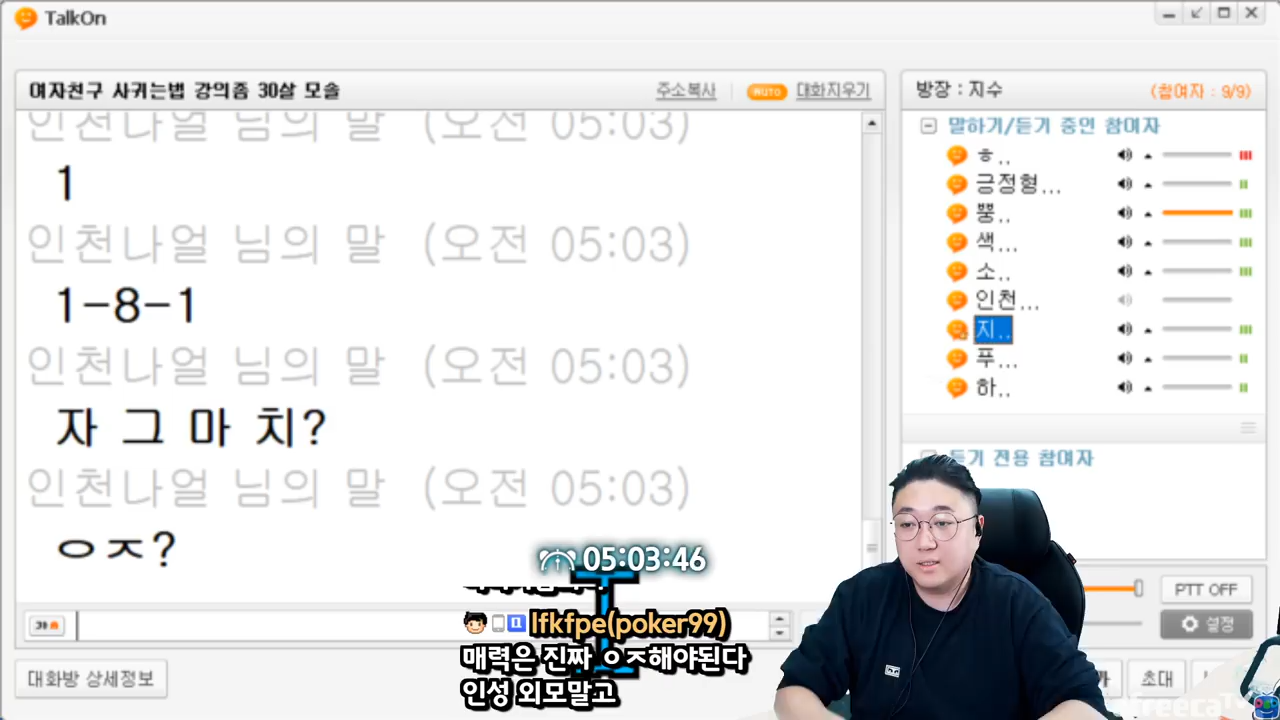 TalkOn
여자친구 사귀는법 강의좀 30살 모솔
주소복사
AUTO
대화지우기
인천나얼 님의 말 (오전 05:03)
1
인천나얼 님의 말 (오전 05:03)
1-8-1
인천나얼 님의 말 (오전 05:03)
자 그 마 치?
인천나얼 님의 말 (오전 05:03)
ㅇㅈ?
05:03:46
lfkfpe(poker99)
매력은 진짜 ㅇㅈ해야된다
인성 외모말고
가
대화방 상세정보
방장 : 지수
(참여자 : 9/9)
말하기/듣기 중인 참여자
ㅎ..
긍정형...
뿡..
색...
소..
인천...
지..
푸...
하..
듣기 전용 참여자
PTT OFF
설정
초대